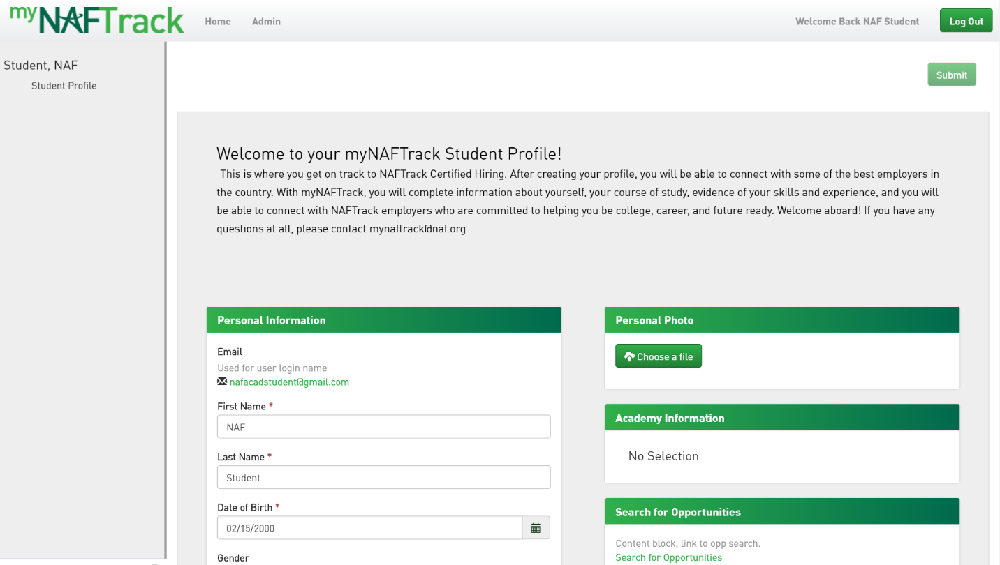 myNAFTrack
Home
Admin
Welcome Back NAF Student
Log Out
Student, NAF
Student Profile
Submit
Welcome to your myNAFTrack Student Profile!
This is where you get on track to NAFTrack Certified Hiring. After creating your profile, you will be able to connect with some of the best employers in
the country. With myNAFTrack, you will complete information about yourself, your course of study, evidence of your skills and experience, and you will
be able to connect with NAFTrack employers who are committed to helping you be college, career, and future ready. Welcome aboard! If you have any
questions at all, please contact mynaftrack@naf.org
Personal Information
Email
Used for user login name
nafacadstudent@gmail.com
First Name *
NAF
Last Name *
Student
Date of Birth *
02/15/2000
Gender
Personal Photo
Choose a file
Academy Information
No Selection
Search for Opportunities
Content block, link to opp search.
Search for Opportunities